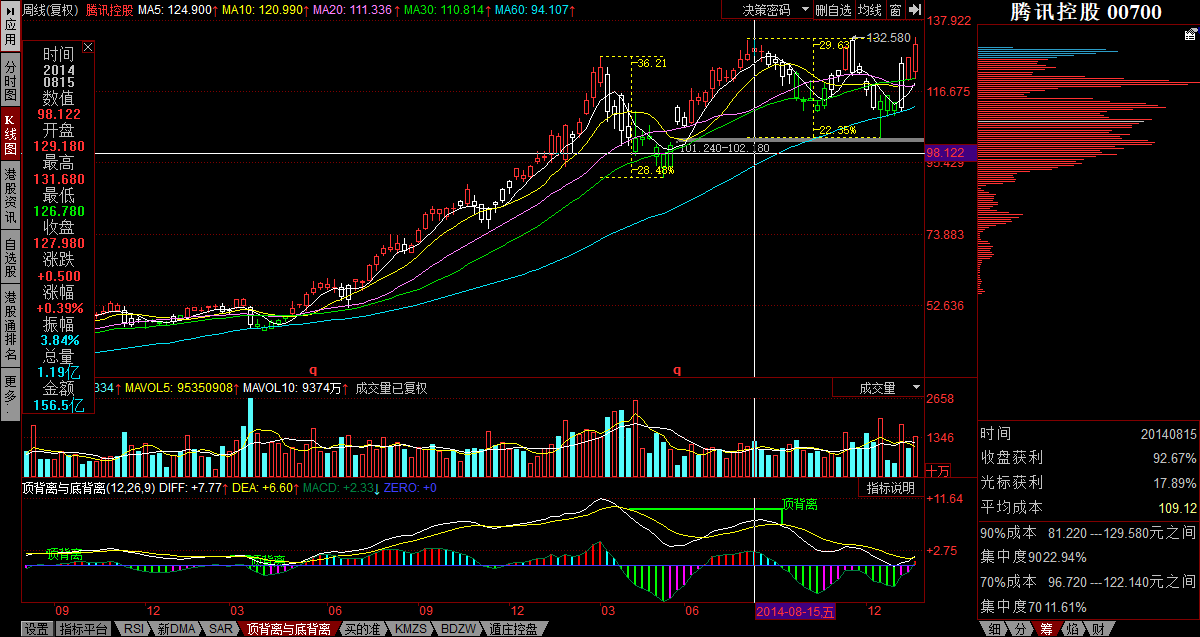 周线(复权) 腾讯控股 MA5: 124.900↑ MA10: 120.990↑ MA20: 111.336↑ MA30: 110.814↑ MA60: 94.107↑
决策密码 删自选 均线 窗
腾讯控股 00700
应用
分时图
K线图
港股资讯
自选股
港股通排名
更多
时间
2014
0815
数值
98.122
开盘
129.180
最高
131.680
最低
126.780
收盘
127.980
涨跌
+0.500
涨幅
+0.39%
振幅
3.84%
总量
1.19亿
金额
156.5亿
137.922
116.675
98.122
95.429
73.883
52.636
132.580
29.63
36.21
22.35%
101.240-102.180
28.48%
q
q
334↑ MAVOL5: 95350908↑ MAVOL10: 9374万↑ 成交量已复权
成交量
2658
1346
十万
顶背离与底背离(12,26,9) DIFF: +7.77↑ DEA: +6.60↑ MACD: +2.33↓ ZERO: +0
指标说明
+11.64
+2.75
顶背离
顶背离
顶背离
09 12 03 06 09 12 03 06 2014-08-15,五 12
设置 指标平台 RSI 新DMA SAR 顶背离与底背离 买的准 KMZS BDZW 通庄控盘
时间 20140815
收盘获利 92.67%
光标获利 17.89%
平均成本 109.12
90%成本 81.220---129.580元之间
集中度9022.94%
70%成本 96.720---122.140元之间
集中度7011.61%
细 分 筹 焰 财